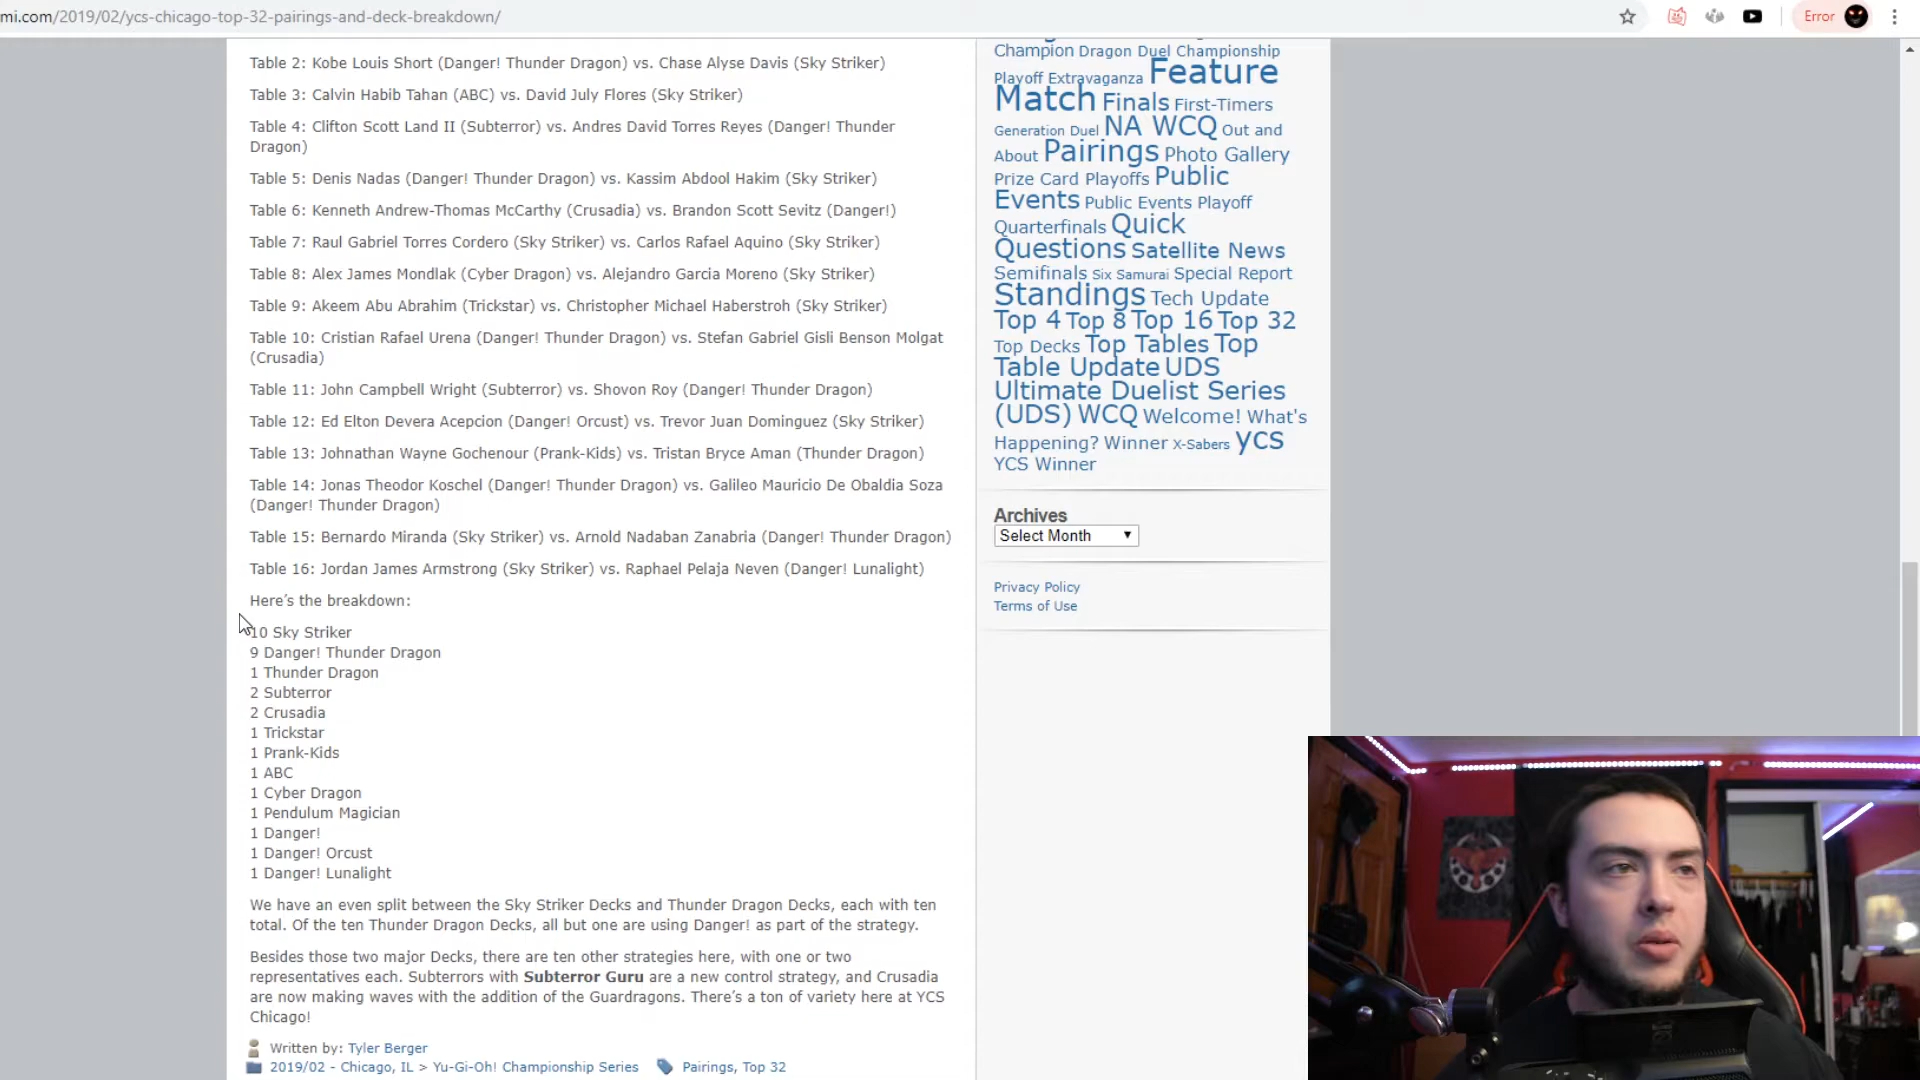 mi.com/2019/02/ycs-chicago-top-32-pairings-and-deck-breakdown/
Error
Table 2: Kobe Louis Short (Danger! Thunder Dragon) vs. Chase Alyse Davis (Sky Striker)
Table 3: Calvin Habib Tahan (ABC) vs. David July Flores (Sky Striker)
Table 4: Clifton Scott Land II (Subterror) vs. Andres David Torres Reyes (Danger! Thunder
Dragon)
Table 5: Denis Nadas (Danger! Thunder Dragon) vs. Kassim Abdool Hakim (Sky Striker)
Table 6: Kenneth Andrew-Thomas McCarthy (Crusadia) vs. Brandon Scott Sevitz (Danger!)
Table 7: Raul Gabriel Torres Cordero (Sky Striker) vs. Carlos Rafael Aquino (Sky Striker)
Table 8: Alex James Mondlak (Cyber Dragon) vs. Alejandro Garcia Moreno (Sky Striker)
Table 9: Akeem Abu Abrahim (Trickstar) vs. Christopher Michael Haberstroh (Sky Striker)
Table 10: Cristian Rafael Urena (Danger! Thunder Dragon) vs. Stefan Gabriel Gisli Benson Molgat
(Crusadia)
Table 11: John Campbell Wright (Subterror) vs. Shovon Roy (Danger! Thunder Dragon)
Table 12: Ed Elton Devera Acepcion (Danger! Orcust) vs. Trevor Juan Dominguez (Sky Striker)
Table 13: Johnathan Wayne Gochenour (Prank-Kids) vs. Tristan Bryce Aman (Thunder Dragon)
Table 14: Jonas Theodor Koschel (Danger! Thunder Dragon) vs. Galileo Mauricio De Obaldia Soza
(Danger! Thunder Dragon)
Table 15: Bernardo Miranda (Sky Striker) vs. Arnold Nadaban Zanabria (Danger! Thunder Dragon)
Table 16: Jordan James Armstrong (Sky Striker) vs. Raphael Pelaja Neven (Danger! Lunalight)
Here's the breakdown:
10 Sky Striker
9 Danger! Thunder Dragon
1 Thunder Dragon
2 Subterror
2 Crusadia
1 Trickstar
1 Prank-Kids
1 ABC
1 Cyber Dragon
1 Pendulum Magician
1 Danger!
1 Danger! Orcust
1 Danger! Lunalight
We have an even split between the Sky Striker Decks and Thunder Dragon Decks, each with ten
total. Of the ten Thunder Dragon Decks, all but one are using Danger! as part of the strategy.
Besides those two major Decks, there are ten other strategies here, with one or two
representatives each. Subterrors with Subterror Guru are a new control strategy, and Crusadia
are now making waves with the addition of the Guardragons. There's a ton of variety here at YCS
Chicago!
Written by: Tyler Berger
2019/02 - Chicago, IL > Yu-Gi-Oh! Championship Series Pairings, Top 32
Champion Dragon Duel Championship
Playoff Extravaganza Feature
Match Finals First-Timers
Generation Duel NA WCQ Out and
About Pairings Photo Gallery
Prize Card Playoffs Public
Events Public Events Playoff
Quarterfinals Quick
Questions Satellite News
Semifinals Six Samurai Special Report
Standings Tech Update
Top 4 Top 8 Top 16 Top 32
Top Decks Top Tables Top
Table Update UDS
Ultimate Duelist Series
(UDS) WCQ Welcome! What's
Happening? Winner X-Sabers ycs
YCS Winner
Archives
Select Month
Privacy Policy
Terms of Use